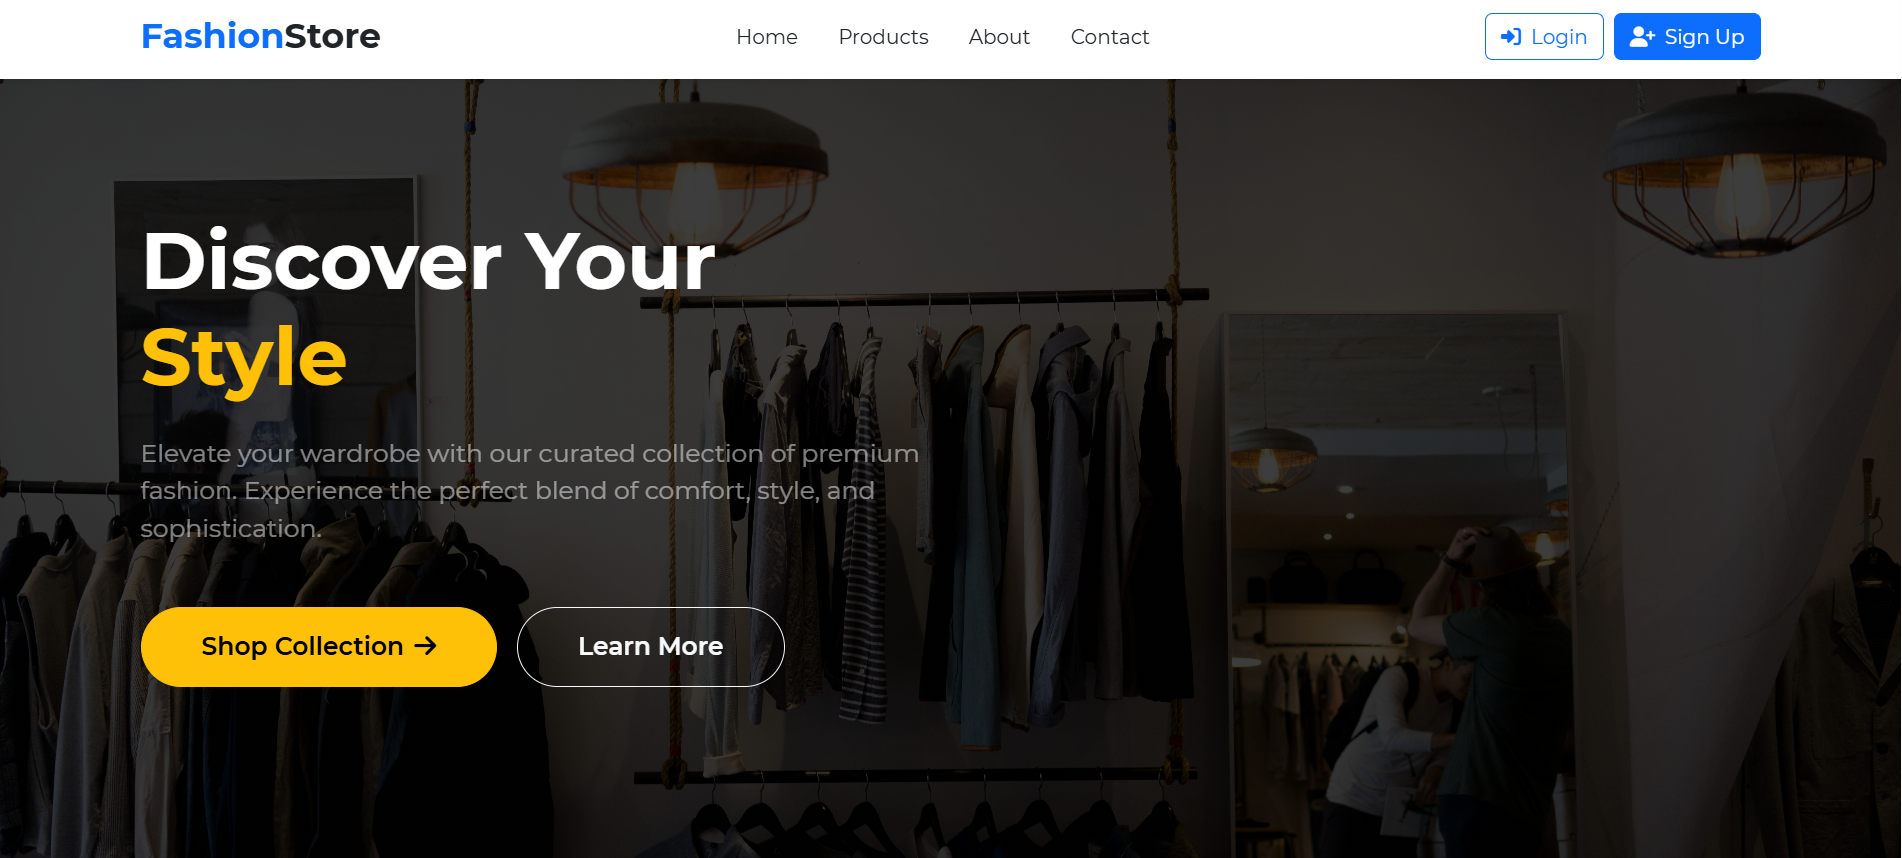 FashionStore
Home Products About Contact
Login Sign Up
Discover Your
Style
Elevate your wardrobe with our curated collection of premium
fashion. Experience the perfect blend of comfort, style, and
sophistication.
Shop Collection →
Learn More